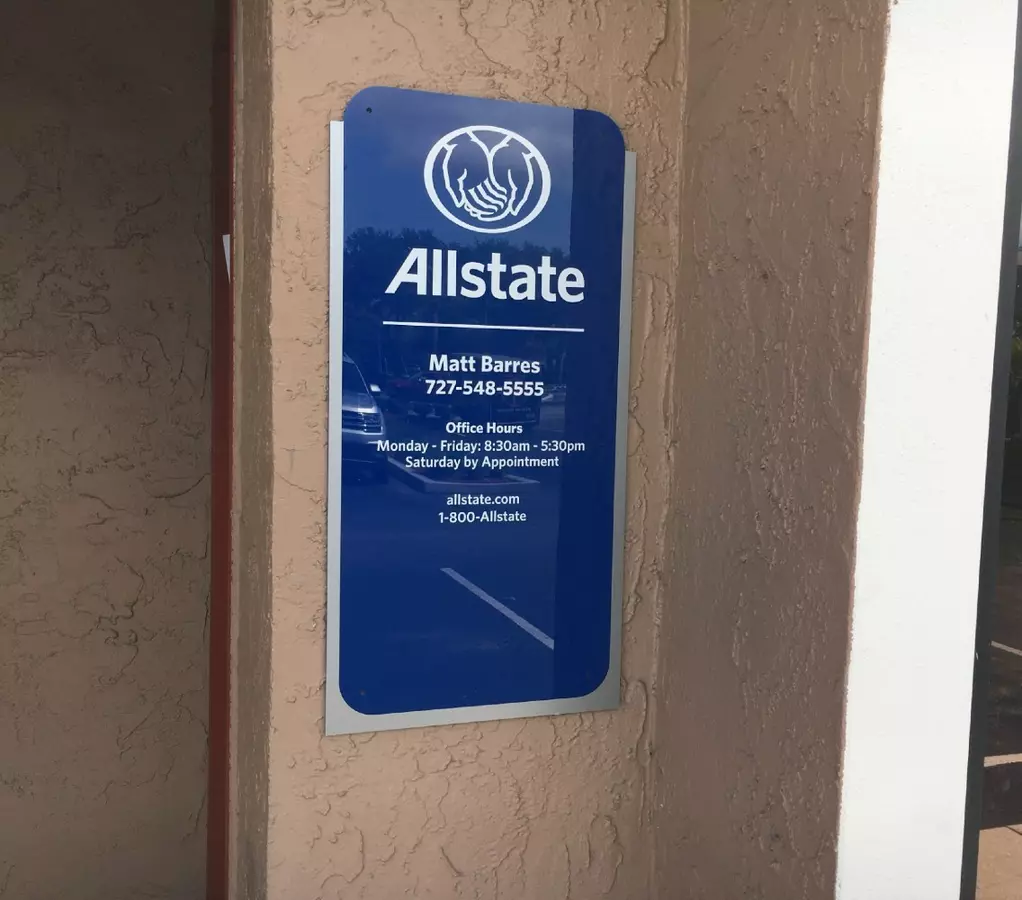 Allstate
Matt Barres
727-548-5555
Office Hours
Monday - Friday: 8:30am - 5:30pm
Saturday by Appointment
allstate.com
1-800-Allstate